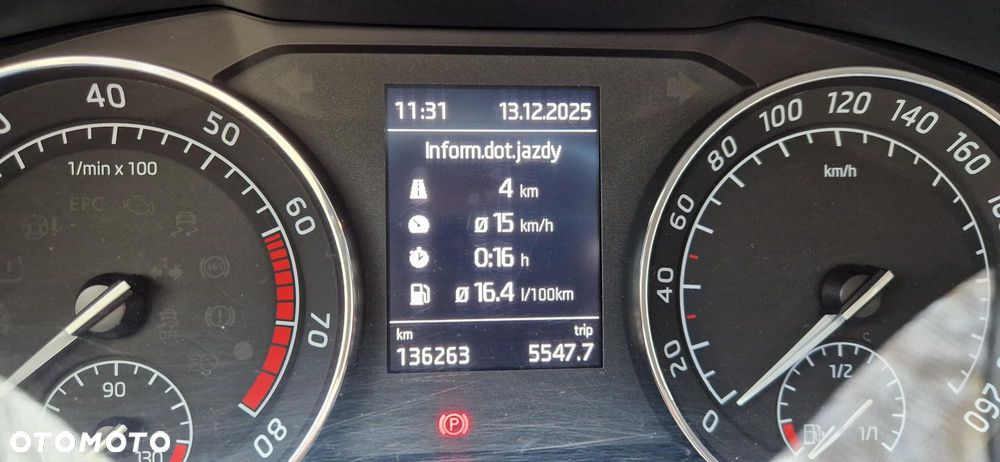 11:31 13.12.2025
Inform.dot.jazdy
4 km
ø 15 km/h
0:16 h
ø 16.4 l/100km
km trip
136263 5547.7
40 50 60 70 80
1/min x 100
EPC
90 130
0 20 40 60 80 100 120 140 160 260
km/h
1/2 1/1
P
OTOMOTO